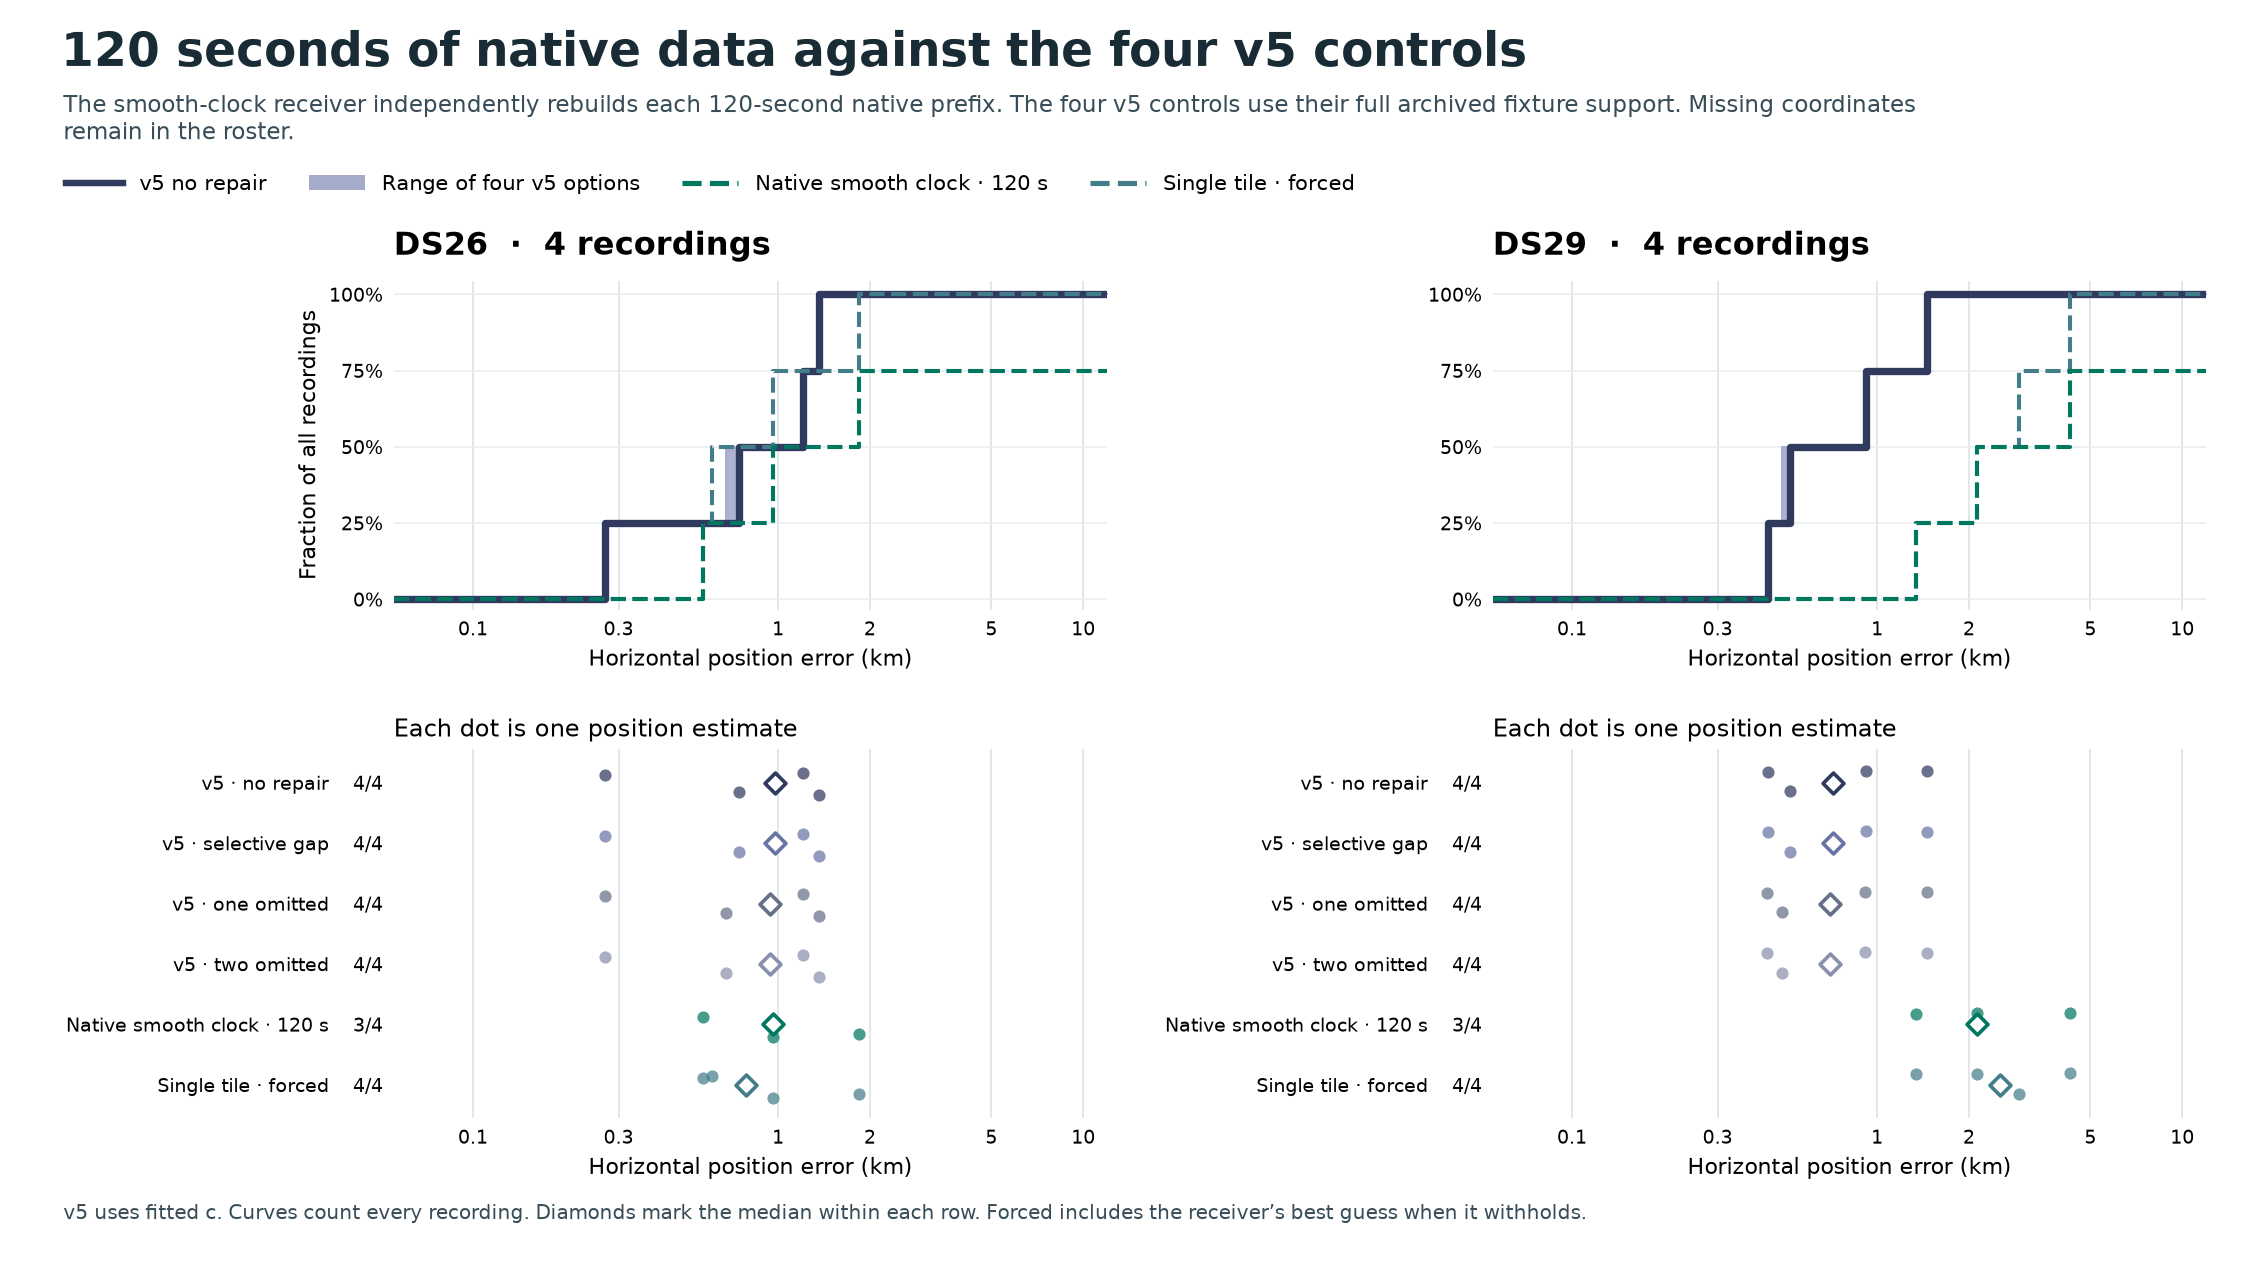 120 seconds of native data against the four v5 controls
The smooth-clock receiver independently rebuilds each 120-second native prefix. The four v5 controls use their full archived fixture support. Missing coordinates
remain in the roster.
v5 no repair
Range of four v5 options
Native smooth clock · 120 s
Single tile · forced
DS26 · 4 recordings
Fraction of all recordings
100%
75%
50%
25%
0%
0.1 0.3 1 2 5 10
Horizontal position error (km)
DS29 · 4 recordings
100%
75%
50%
25%
0%
0.1 0.3 1 2 5 10
Horizontal position error (km)
Each dot is one position estimate
v5 · no repair 4/4
v5 · selective gap 4/4
v5 · one omitted 4/4
v5 · two omitted 4/4
Native smooth clock · 120 s 3/4
Single tile · forced 4/4
0.1 0.3 1 2 5 10
Horizontal position error (km)
Each dot is one position estimate
v5 · no repair 4/4
v5 · selective gap 4/4
v5 · one omitted 4/4
v5 · two omitted 4/4
Native smooth clock · 120 s 3/4
Single tile · forced 4/4
0.1 0.3 1 2 5 10
Horizontal position error (km)
v5 uses fitted c. Curves count every recording. Diamonds mark the median within each row. Forced includes the receiver’s best guess when it withholds.